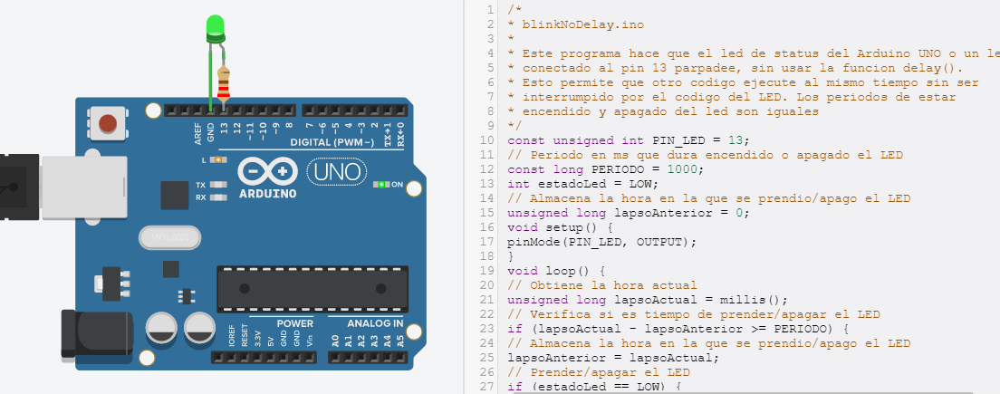 AREF
GND
13
12
~11
~10
~9
8
7
~6
~5
4
~3
2
TX→1
RX←0
DIGITAL (PWM~)
L
TX
RX
ARDUINO
UNO
ON
POWER
ANALOG IN
IOREF
RESET
3.3V
5V
GND
GND
Vin
A0
A1
A2
A3
A4
A5
1 /*
2 * blinkNoDelay.ino
3 *
4 * Este programa hace que el led de status del Arduino UNO o un le
5 * conectado al pin 13 parpadee, sin usar la funcion delay().
6 * Esto permite que otro codigo ejecute al mismo tiempo sin ser
7 * interrumpido por el codigo del LED. Los periodos de estar
8 * encendido y apagado del led son iguales
9 */
10 const unsigned int PIN_LED = 13;
11 // Periodo en ms que dura encendido o apagado el LED
12 const long PERIODO = 1000;
13 int estadoLed = LOW;
14 // Almacena la hora en la que se prendio/apago el LED
15 unsigned long lapsoAnterior = 0;
16 void setup() {
17 pinMode(PIN_LED, OUTPUT);
18 }
19 void loop() {
20 // Obtiene la hora actual
21 unsigned long lapsoActual = millis();
22 // Verifica si es tiempo de prender/apagar el LED
23 if (lapsoActual - lapsoAnterior >= PERIODO) {
24 // Almacena la hora en la que se prendio/apago el LED
25 lapsoAnterior = lapsoActual;
26 // Prender/apagar el LED
27 if (estadoLed == LOW) {